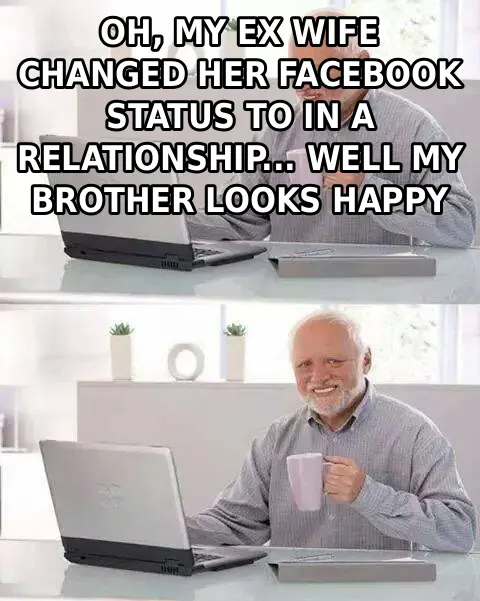 OH, MY EX WIFE
CHANGED HER FACEBOOK
STATUS TO IN A
RELATIONSHIP... WELL MY
BROTHER LOOKS HAPPY